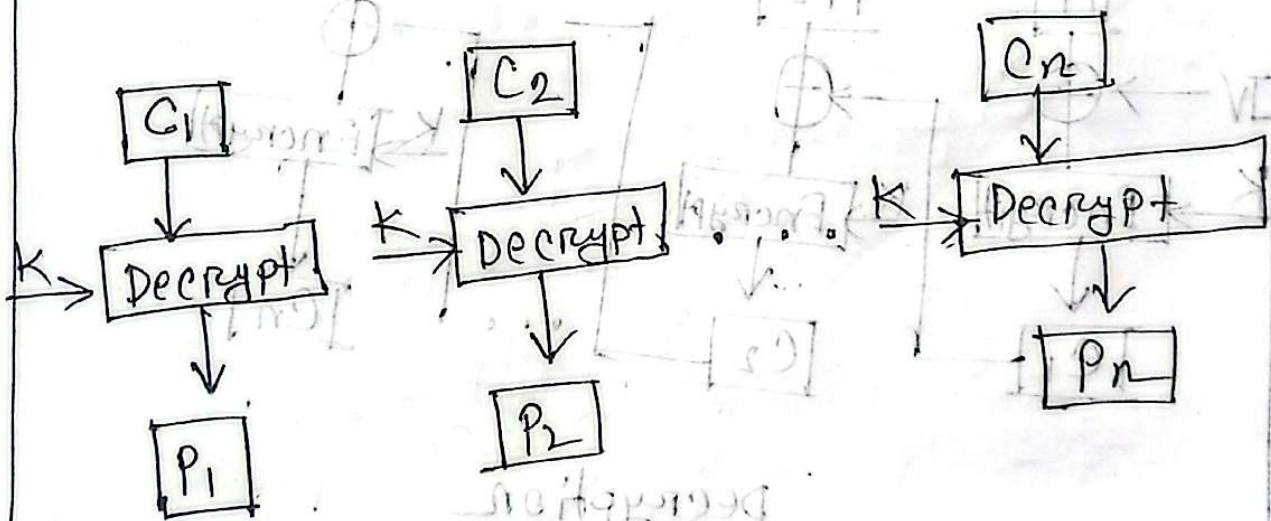 C1 C2 Cn
K Decrypt K Decrypt . . . . K Decrypt
P1 P2 Pn